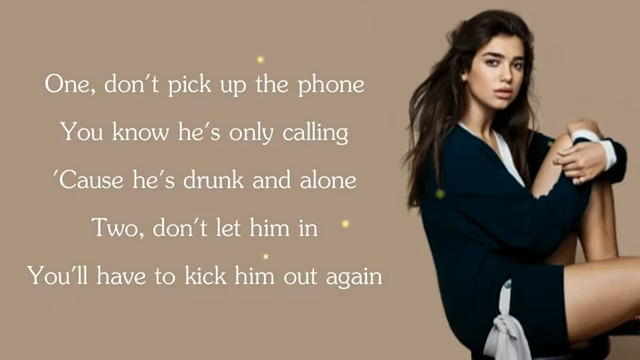 One, don't pick up the phone
You know he's only calling
'Cause he's drunk and alone
Two, don't let him in
You'll have to kick him out again